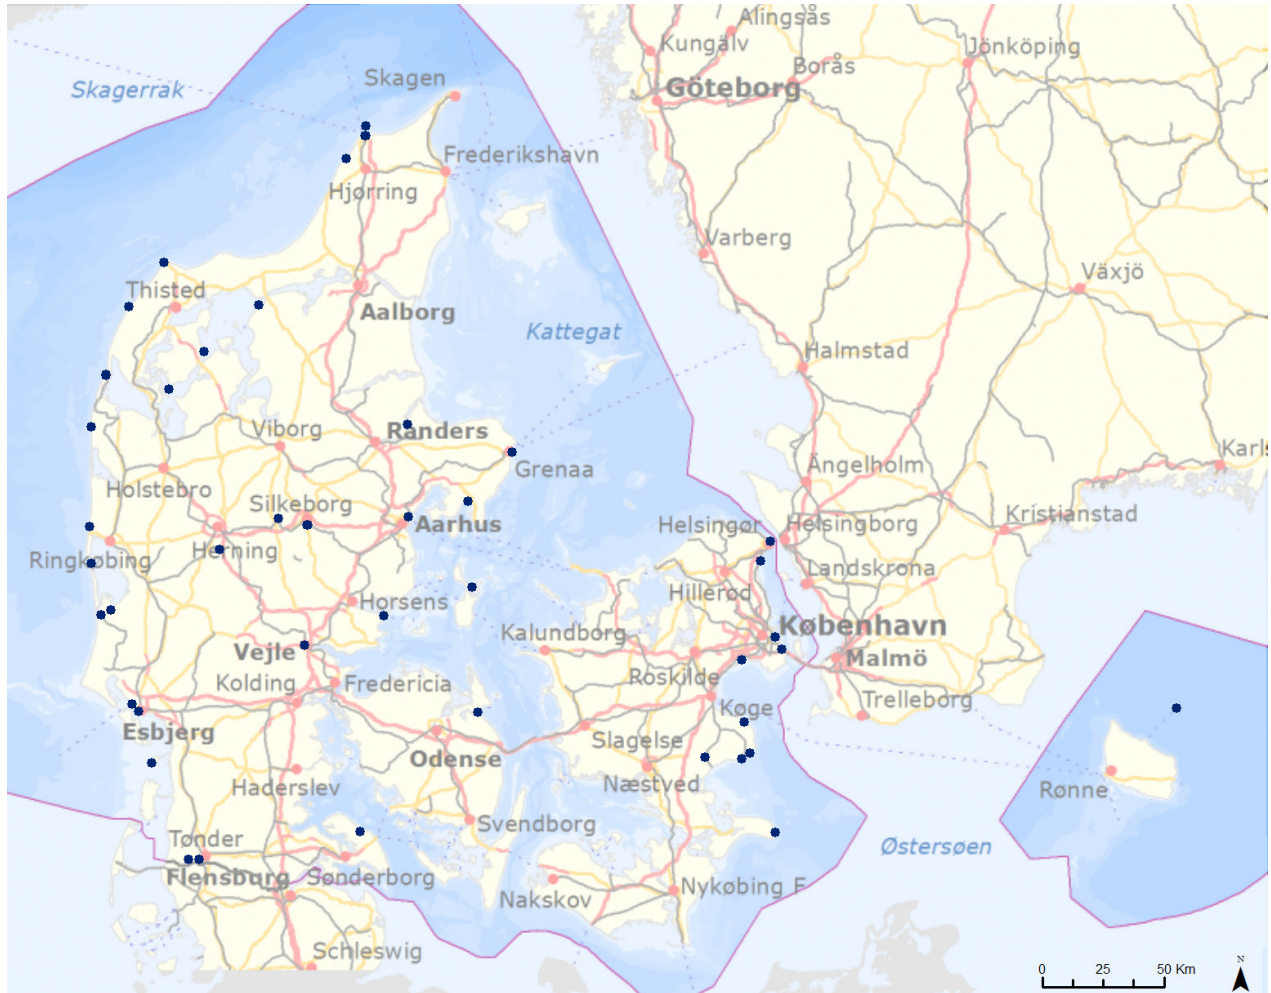 Alingsås
Kungälv
Jönköping
Borås
Göteborg
Skagen
Skagerrak
Frederikshavn
Hjørring
Varberg
Växjö
Thisted
Aalborg
Kattegat
Halmstad
Viborg
Randers
Grenaa
Ängelholm
Karls
Holstebro
Silkeborg
Aarhus
Helsingør
Helsingborg
Kristianstad
Herning
Ringkøbing
Landskrona
Hillerød
Horsens
Kalundborg
København
Vejle
Malmö
Roskilde
Kolding
Fredericia
Køge
Trelleborg
Esbjerg
Slagelse
Odense
Næstved
Haderslev
Rønne
Svendborg
Tønder
Østersøen
Flensburg
Sønderborg
Nakskov
Nykøbing F
Schleswig
N
0 25 50 Km